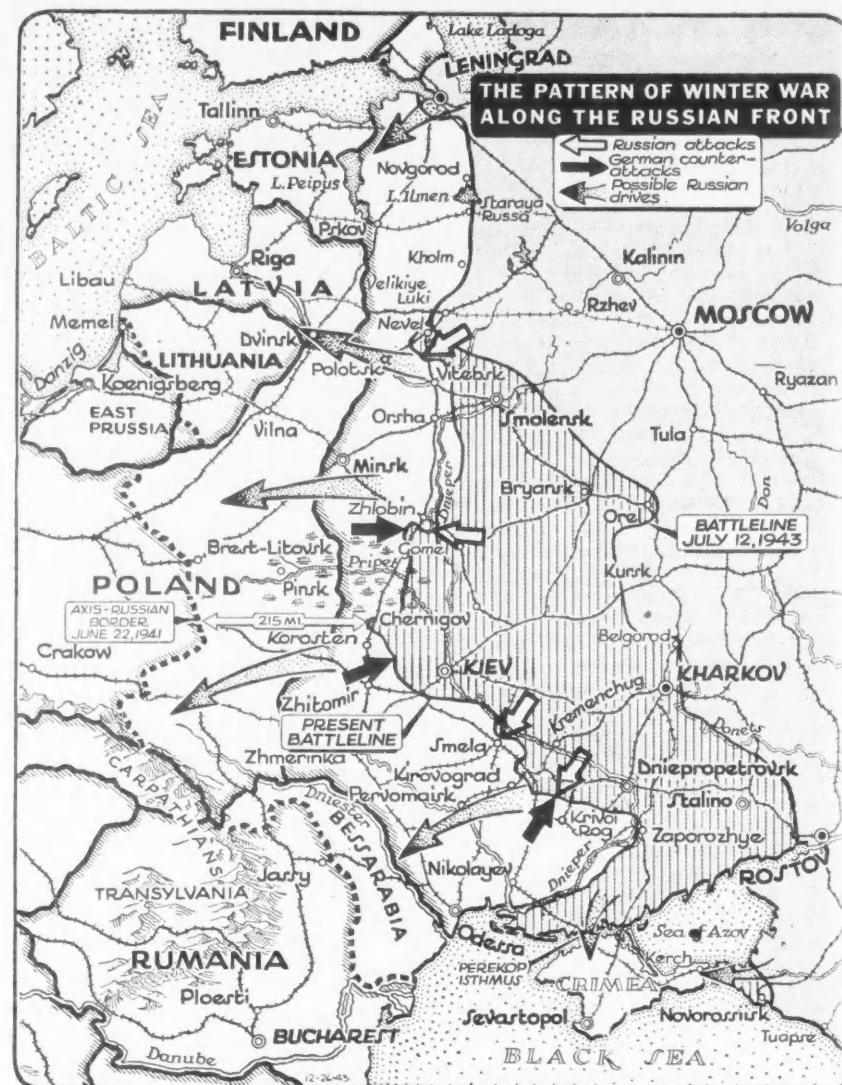 FINLAND
Lake Ladoga
LENINGRAD
THE PATTERN OF WINTER WAR
ALONG THE RUSSIAN FRONT
Russian attacks
German counter-
attacks
Possible Russian
drives
Tallinn
BALTIC SEA
ESTONIA
L. Peipus
Novgorod
L. Ilmen
Staraya
Russa
Pskov
Volga
Riga
Kholm
Kalinin
Libau
LATVIA
Velikiye
Luki
Rzhev
Memel
Nevel
MOSCOW
Dvinsk
LITHUANIA
Danzig
Polotsk
Vitebsk
Koenigsberg
Ryazan
EAST
PRUSSIA
Vilna
Orsha
Smolensk
Tula
Minsk
Dnieper
Bryansk
Don
Zhlobin
Orel
BATTLELINE
JULY 12, 1943
Gomel
Brest-Litovsk
Pripet
Kursk
Pinsk
POLAND
AXIS-RUSSIAN
BORDER
JUNE 22, 1941
215 MI.
Chernigov
Korosten
Belgorod
Crakow
KIEV
KHARKOV
Zhitomir
Kremenchug
Donets
PRESENT
BATTLELINE
Smela
Zhmerinka
Kirovograd
Dniepropetrovsk
CARPATHIANS
Dniester
Pervomaisk
Stalino
BESSARABIA
Krivoi
Rog
Zaporozhye
Jassy
Nikolayev
Dnieper
ROSTOV
TRANSYLVANIA
Odessa
Sea of Azov
PEREKOP
ISTHMUS
Kerch
RUMANIA
CRIMEA
Ploesti
Sevastopol
Novorossiisk
BUCHAREST
Tuapse
Danube
12-26-43
BLACK SEA